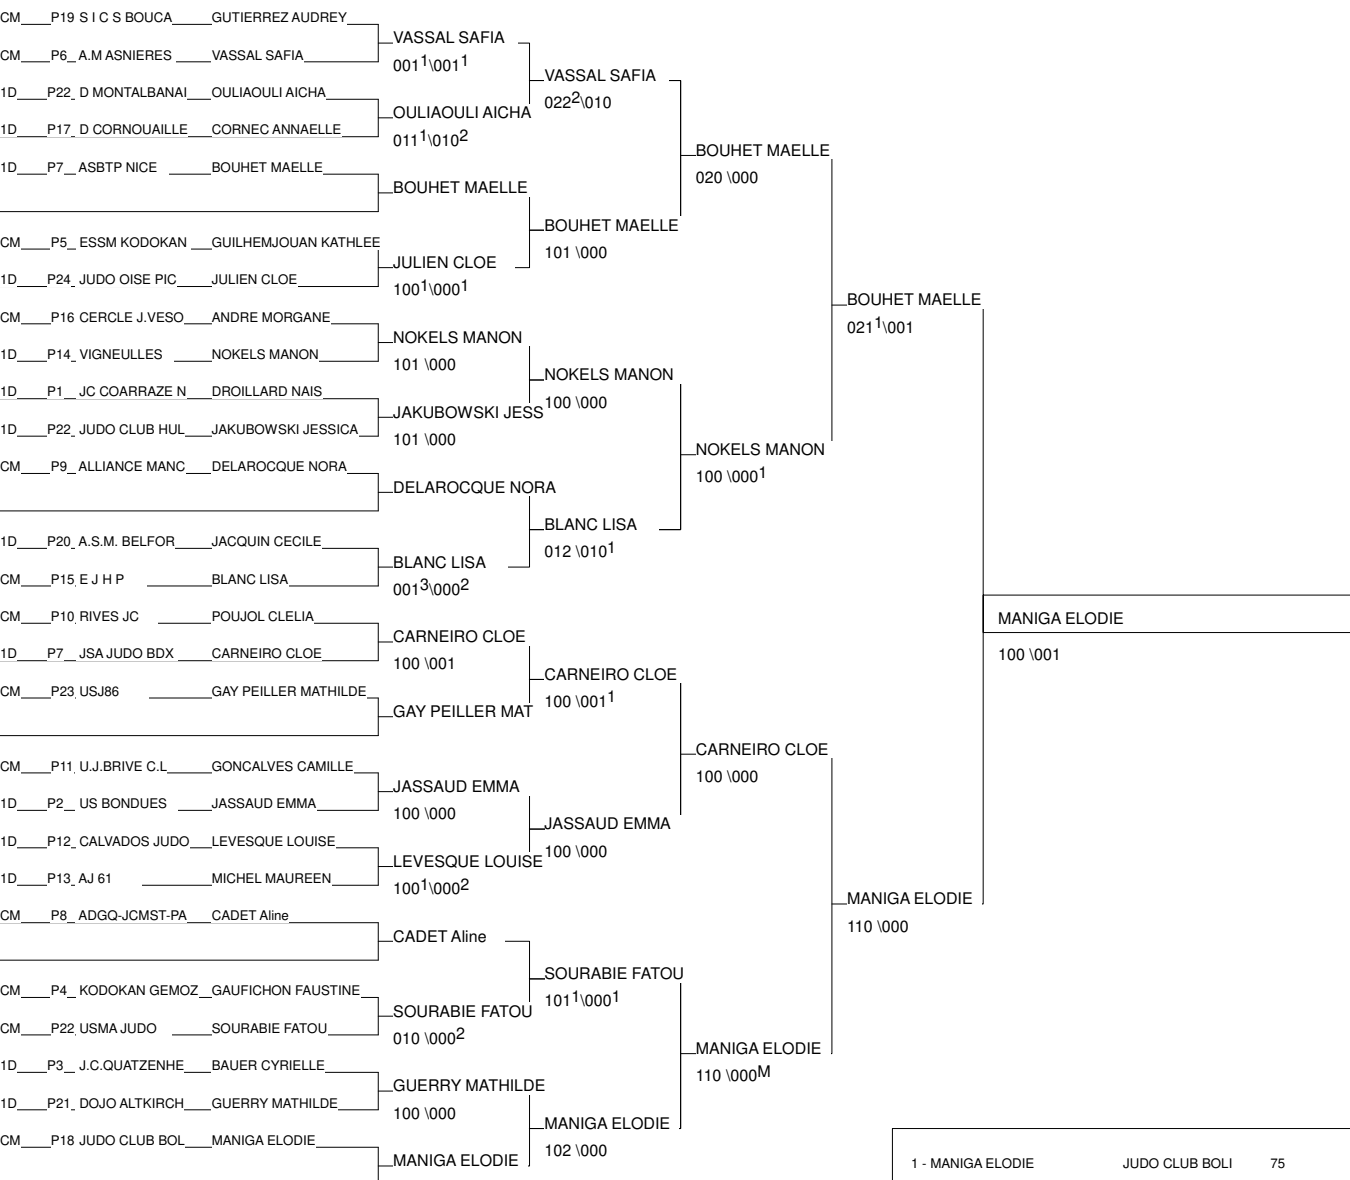 CM P19 S I C S BOUCA GUTIERREZ AUDREY
CM P6 A.M ASNIERES VASSAL SAFIA
1D P22 D MONTALBANAI OULIAOULI AICHA
1D P17 D CORNOUAILLE CORNEC ANNAELLE
1D P7 ASBTP NICE BOUHET MAELLE
CM P5 ESSM KODOKAN GUILHEMJOUAN KATHLEE
1D P24 JUDO OISE PIC JULIEN CLOE
CM P16 CERCLE J.VESO ANDRE MORGANE
1D P14 VIGNEULLES NOKELS MANON
1D P1 JC COARRAZE N DROILLARD NAIS
1D P22 JUDO CLUB HUL JAKUBOWSKI JESSICA
CM P9 ALLIANCE MANC DELAROCQUE NORA
1D P20 A.S.M. BELFOR JACQUIN CECILE
CM P15 E J H P BLANC LISA
CM P10 RIVES JC POUJOL CLELIA
1D P7 JSA JUDO BDX CARNEIRO CLOE
CM P23 USJ86 GAY PEILLER MATHILDE
CM P11 U.J.BRIVE C.L GONCALVES CAMILLE
1D P2 US BONDUES JASSAUD EMMA
1D P12 CALVADOS JUDO LEVESQUE LOUISE
1D P13 AJ 61 MICHEL MAUREEN
CM P8 ADGQ-JCMST-PA CADET Aline
CM P4 KODOKAN GEMOZ GAUFICHON FAUSTINE
CM P22 USMA JUDO SOURABIE FATOU
1D P3 J.C.QUATZENHE BAUER CYRIELLE
1D P21 DOJO ALTKIRCH GUERRY MATHILDE
CM P18 JUDO CLUB BOL MANIGA ELODIE
VASSAL SAFIA
001¹\001¹
OULIAOULI AICHA
011¹\010²
BOUHET MAELLE
JULIEN CLOE
100¹\000¹
NOKELS MANON
101 \000
JAKUBOWSKI JESS
101 \000
DELAROCQUE NORA
BLANC LISA
001³\000²
CARNEIRO CLOE
100 \001
GAY PEILLER MAT
JASSAUD EMMA
100 \000
LEVESQUE LOUISE
100¹\000²
CADET Aline
SOURABIE FATOU
010 \000²
GUERRY MATHILDE
100 \000
MANIGA ELODIE
VASSAL SAFIA
022²\010
BOUHET MAELLE
101 \000
NOKELS MANON
100 \000
BLANC LISA
012 \010¹
CARNEIRO CLOE
100 \001¹
JASSAUD EMMA
100 \000
SOURABIE FATOU
101¹\000¹
MANIGA ELODIE
102 \000
BOUHET MAELLE
020 \000
NOKELS MANON
100 \000¹
CARNEIRO CLOE
100 \000
MANIGA ELODIE
110 \000ᴹ
BOUHET MAELLE
021¹\001
MANIGA ELODIE
110 \000
MANIGA ELODIE
100 \001
1 - MANIGA ELODIE JUDO CLUB BOLI 75